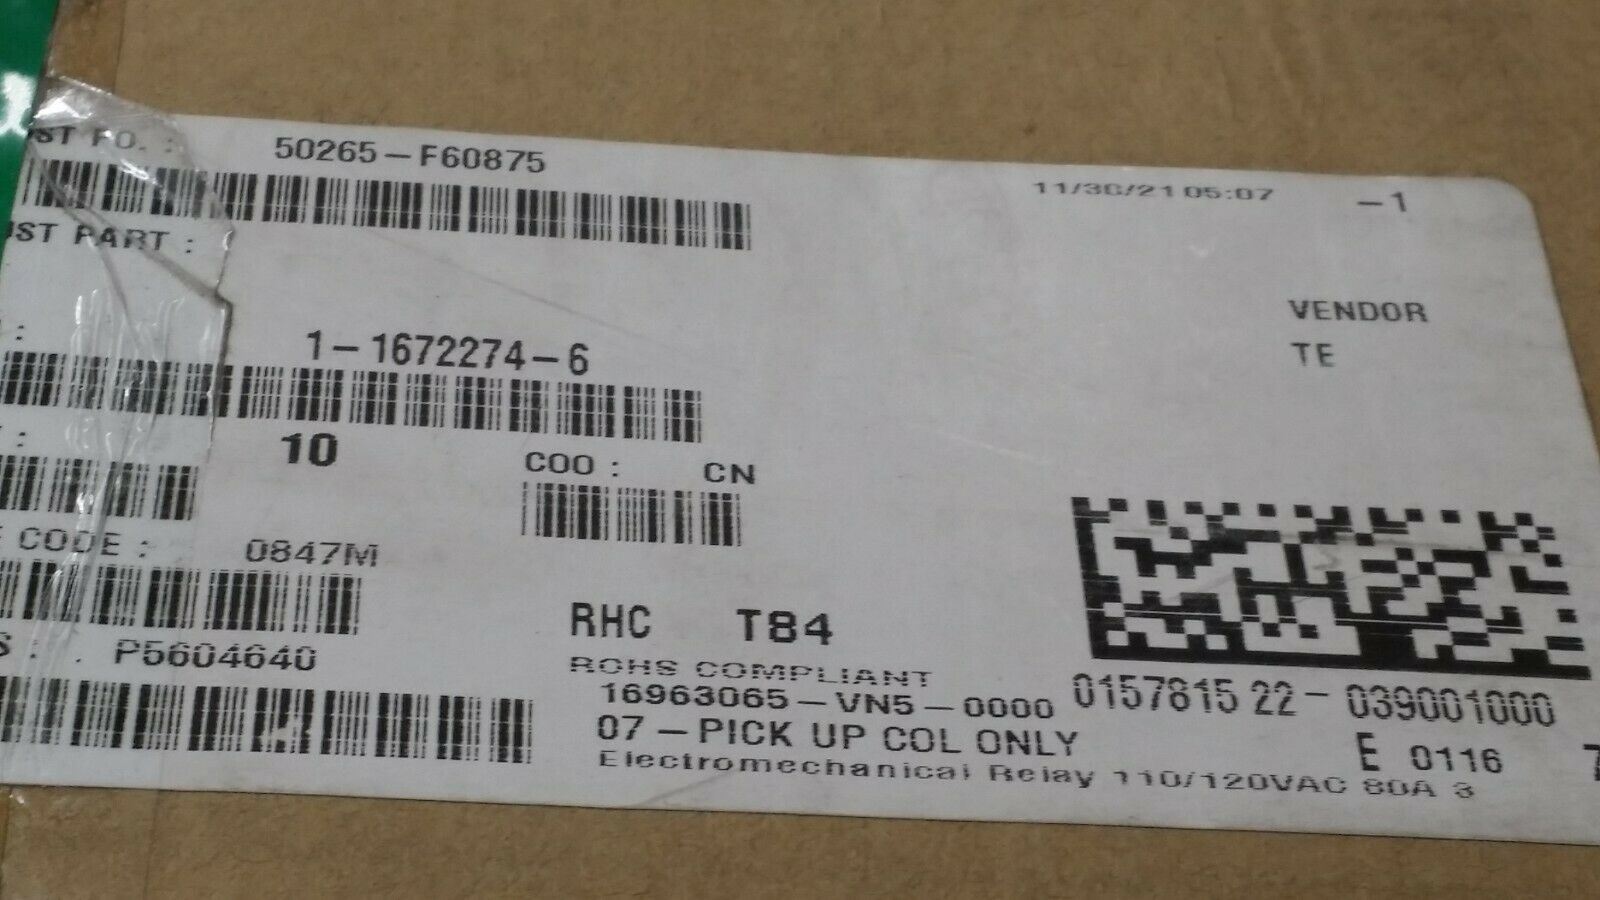 ST PO. : 50265-F60875
11/30/21 05:07 -1
ST PART :
VENDOR
: 1-1672274-6
TE
: 10
COO : CN
CODE : 0847M
RHC T84
S : . P5604640
ROHS COMPLIANT
16963065-VN5-0000
0157815 22-039001000
07-PICK UP COL ONLY
E 0116 7
Electromechanical Relay 110/120VAC 80A 3